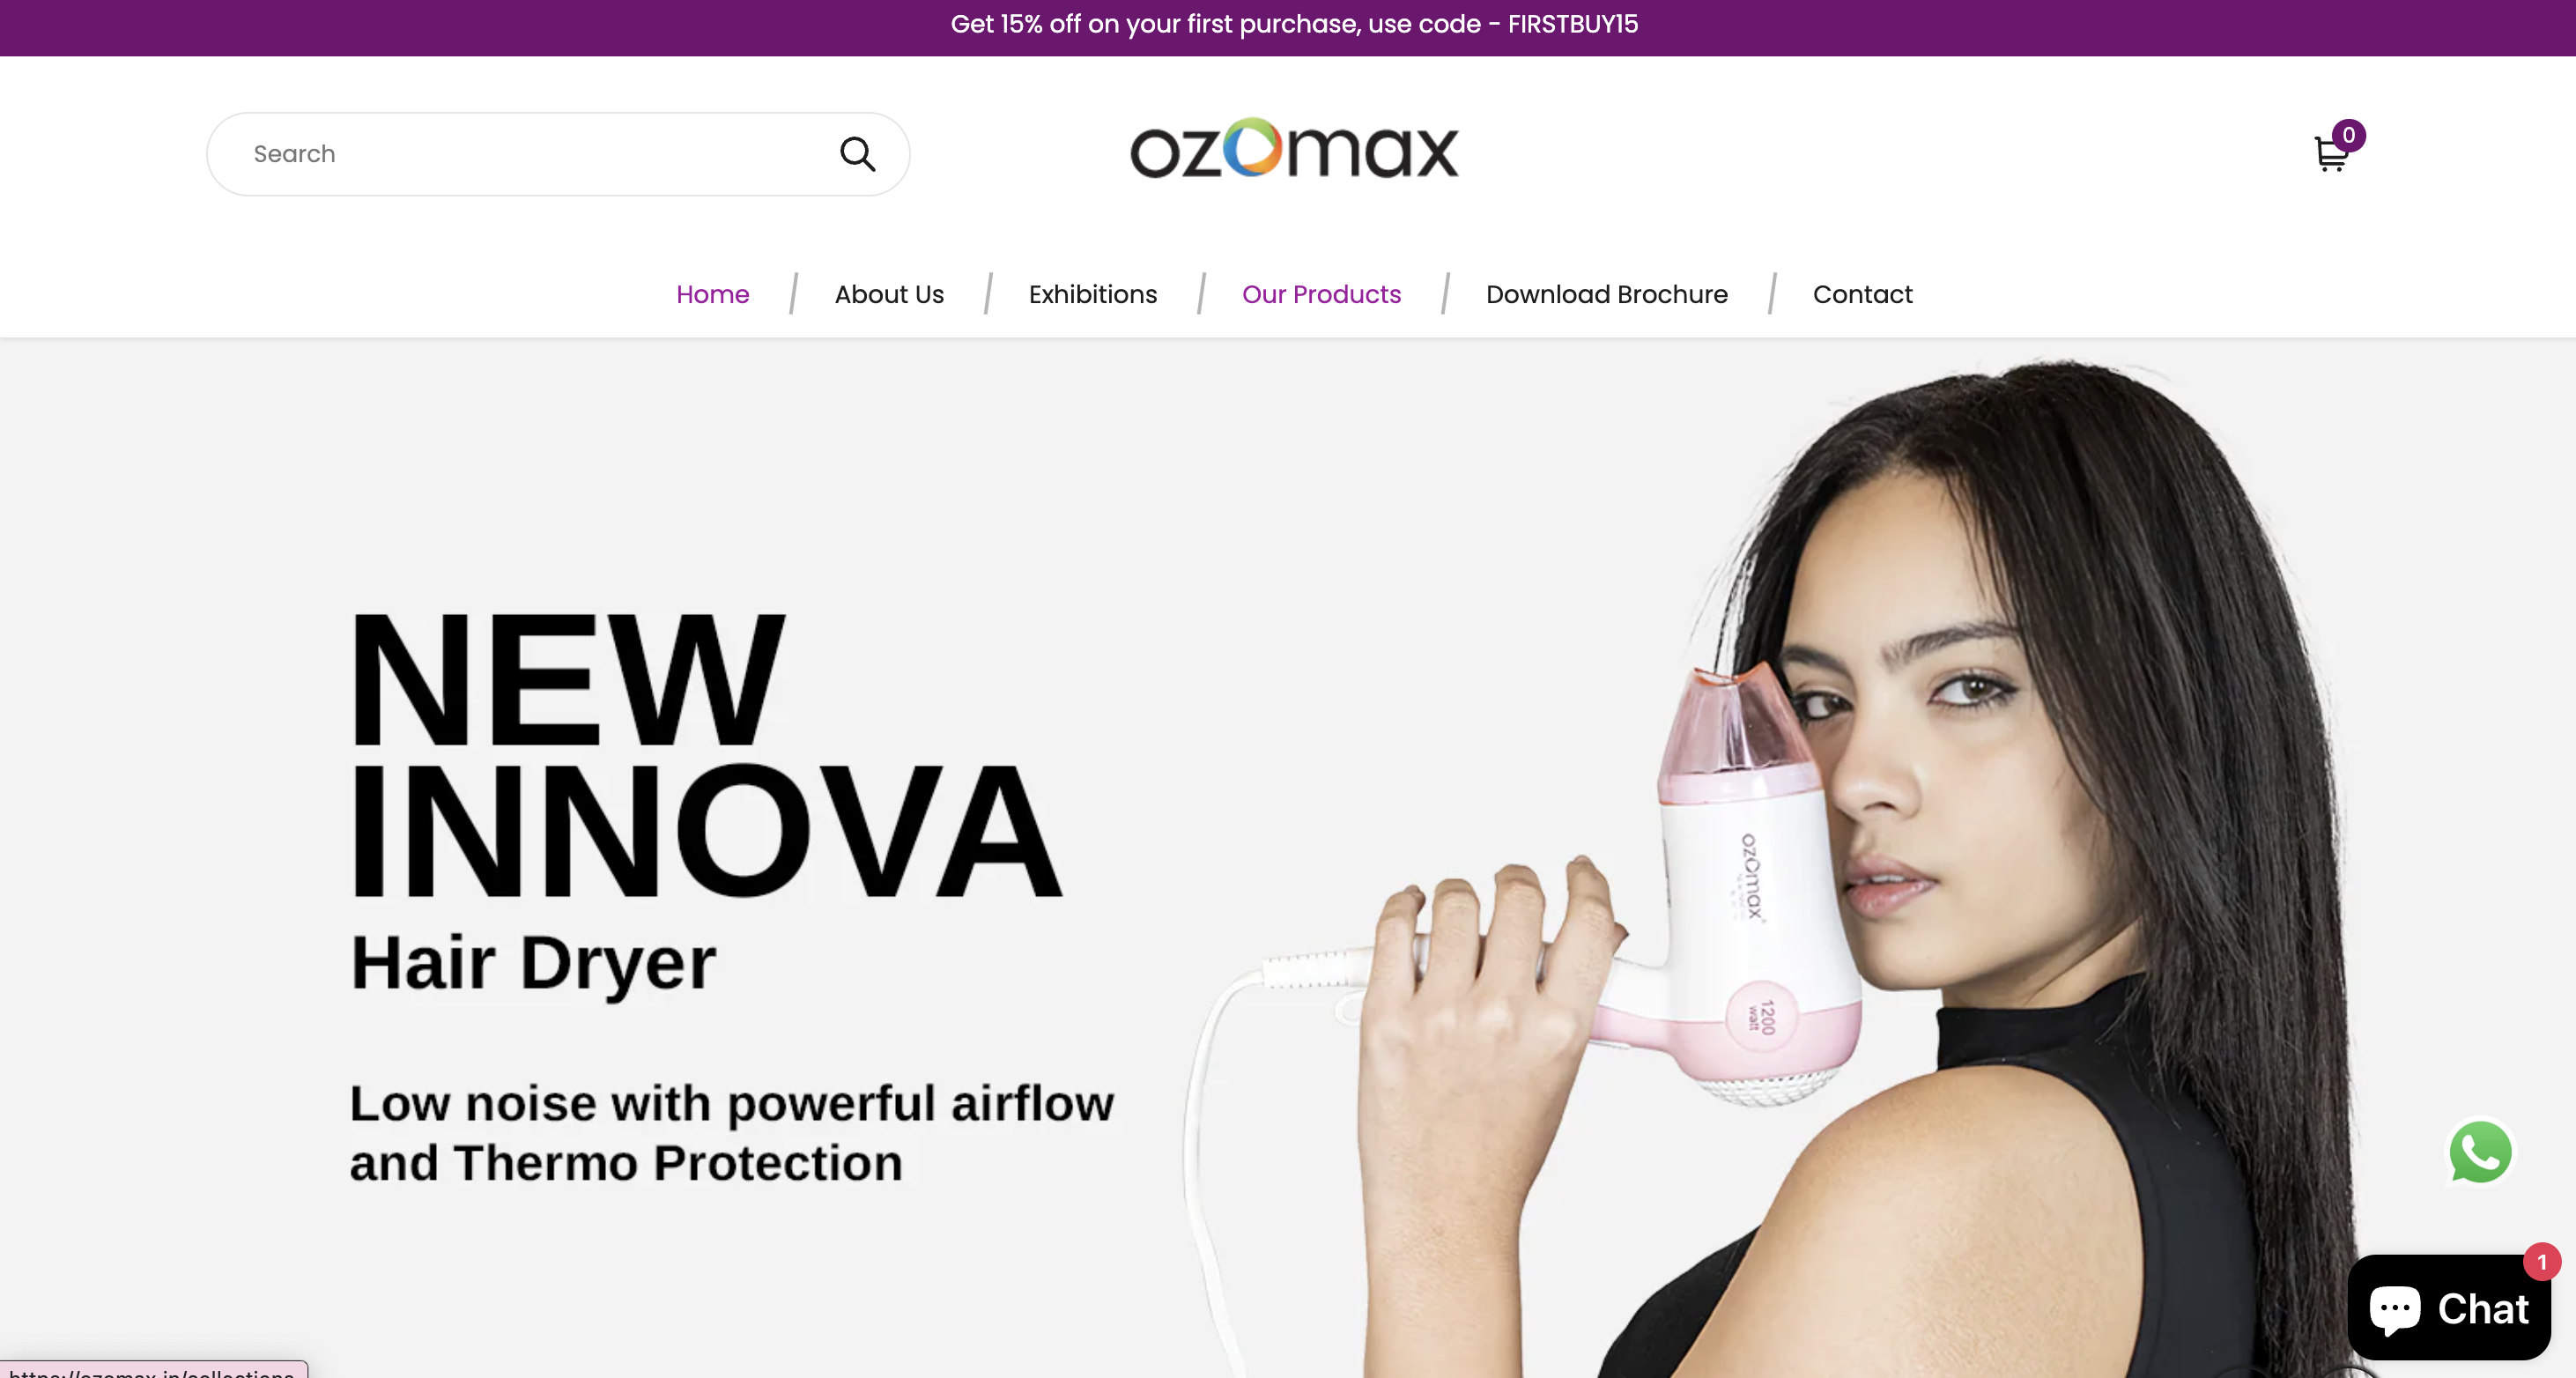 Get 15% off on your first purchase, use code - FIRSTBUY15
Search
ozomax
0
Home
About Us
Exhibitions
Our Products
Download Brochure
Contact
NEW
INNOVA
Hair Dryer
Low noise with powerful airflow
and Thermo Protection
ozomax
1200
watt
1
Chat
https://ozomax.in/collections